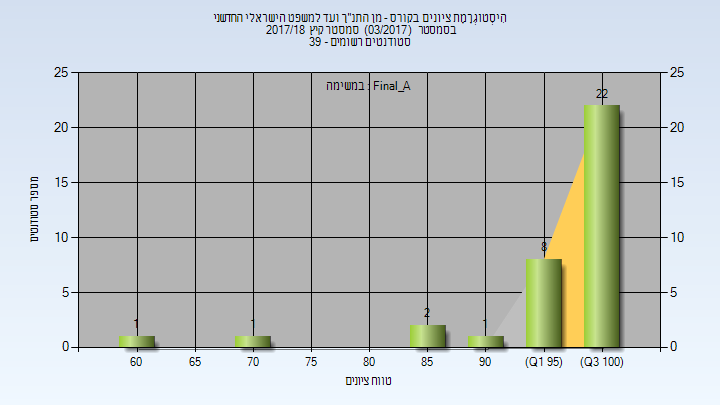 היסטוגרמת ציונים בקורס - מן התנ"ך ועד למשפט הישראלי החדשני
בסמסטר (03/2017) סמסטר קיץ 2017/18
סטודנטים רשומים - 39
במשימה : Final_A
25 25
20 20
15 15
10 10
5 5
0 0
מספר סטודנטים
1 1 2 1 8 22
60 65 70 75 80 85 90 (Q1 95) (Q3 100)
טווח ציונים